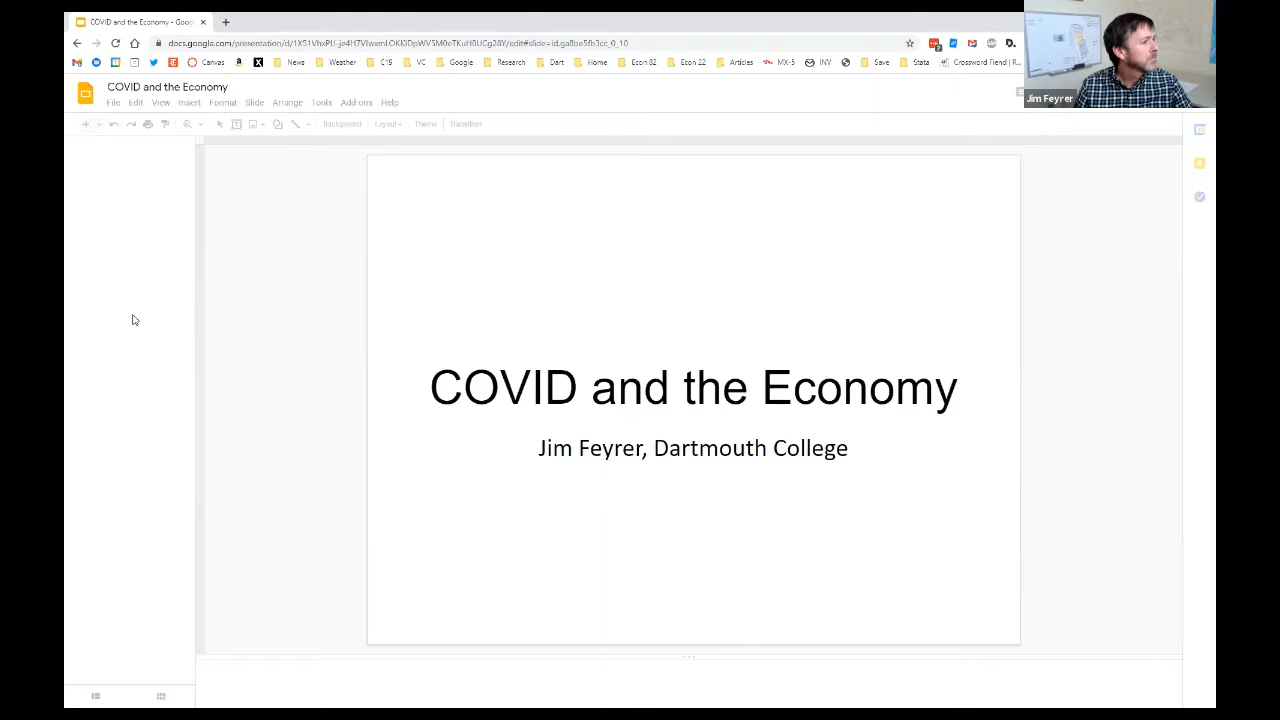 COVID and the Economy - Goog
docs.google.com/presentation/d/
COVID and the Economy
File Edit View Insert Format Slide Arrange Tools Add-ons Help
Canvas News Weather C19 VC Google Research Dart Home Econ 82 Econ 22 Articles MX-5 INV Save Stata Crossword Fiend | R...
Jim Feyrer
Background Layout Theme Transition
COVID and the Economy
Jim Feyrer, Dartmouth College